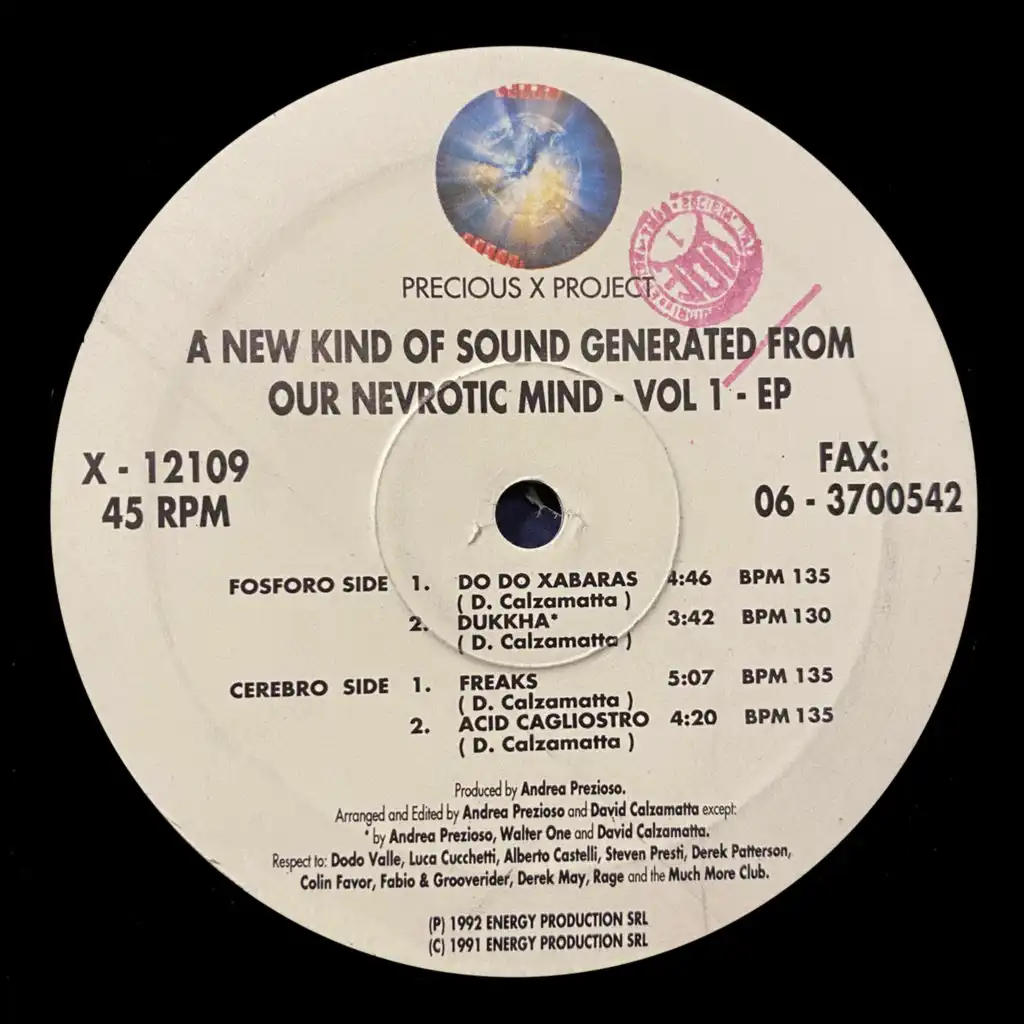 PRECIOUS X PROJECT
A NEW KIND OF SOUND GENERATED FROM
OUR NEVROTIC MIND - VOL 1 - EP
X - 12109
45 RPM
FAX:
06 - 3700542
FOSFORO SIDE 1. DO DO XABARAS 4:46 BPM 135
( D. Calzamatta )
2. DUKKHA* 3:42 BPM 130
( D. Calzamatta )
CEREBRO SIDE 1. FREAKS 5:07 BPM 135
( D. Calzamatta )
2. ACID CAGLIOSTRO 4:20 BPM 135
( D. Calzamatta )
Produced by Andrea Prezioso.
Arranged and Edited by Andrea Prezioso and David Calzamatta except:
* by Andrea Prezioso, Walter One and David Calzamatta.
Respect to: Dodo Valle, Luca Cucchetti, Alberto Castelli, Steven Presti, Derek Patterson,
Colin Favor, Fabio & Grooverider, Derek May, Rage and the Much More Club.
(P) 1992 ENERGY PRODUCTION SRL
(C) 1991 ENERGY PRODUCTION SRL